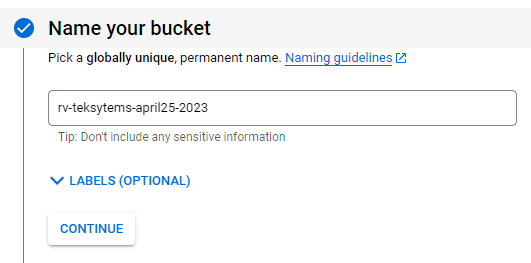 Name your bucket
Pick a globally unique, permanent name. Naming guidelines
rv-teksytems-april25-2023
Tip: Don't include any sensitive information
LABELS (OPTIONAL)
CONTINUE